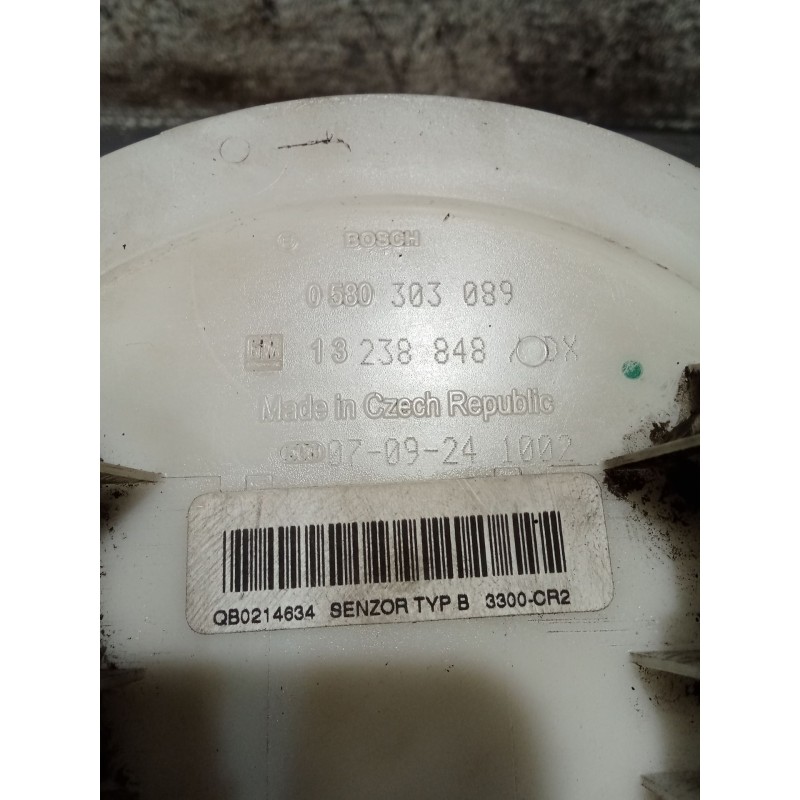 BOSCH
0 580 303 089
GM 13 238 848
Made in Czech Republic
07-09-24 1002
QB0214634 SENZOR TYP B 3300-CR2